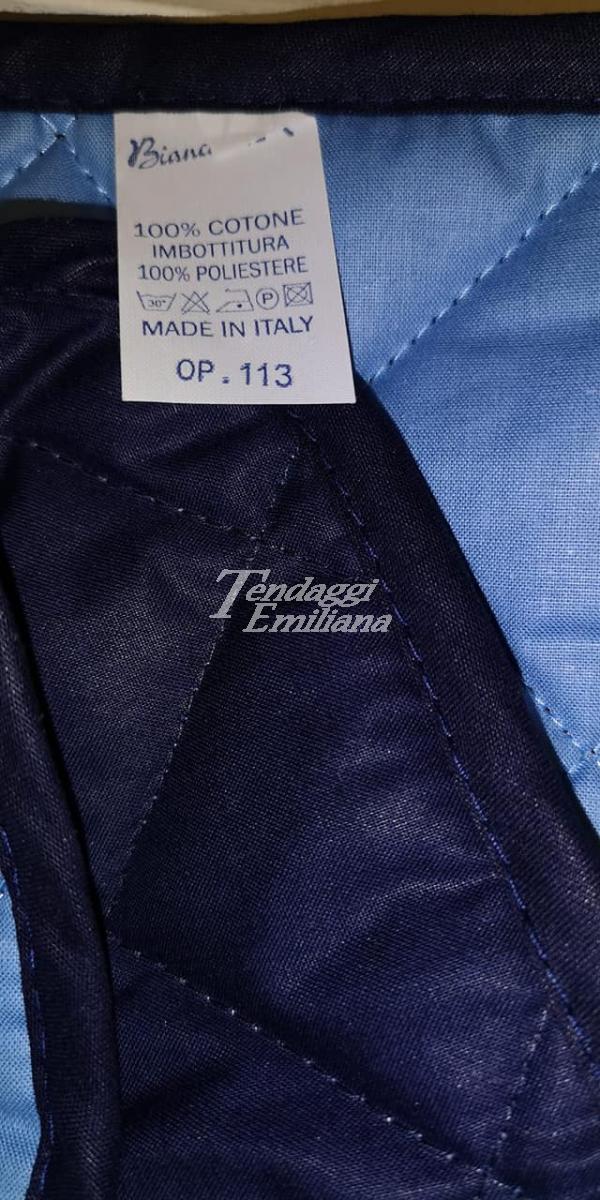 100% COTONE
IMBOTTITURA
100% POLIESTERE
30°
P
MADE IN ITALY
OP. 113
Tendaggi
Emiliana